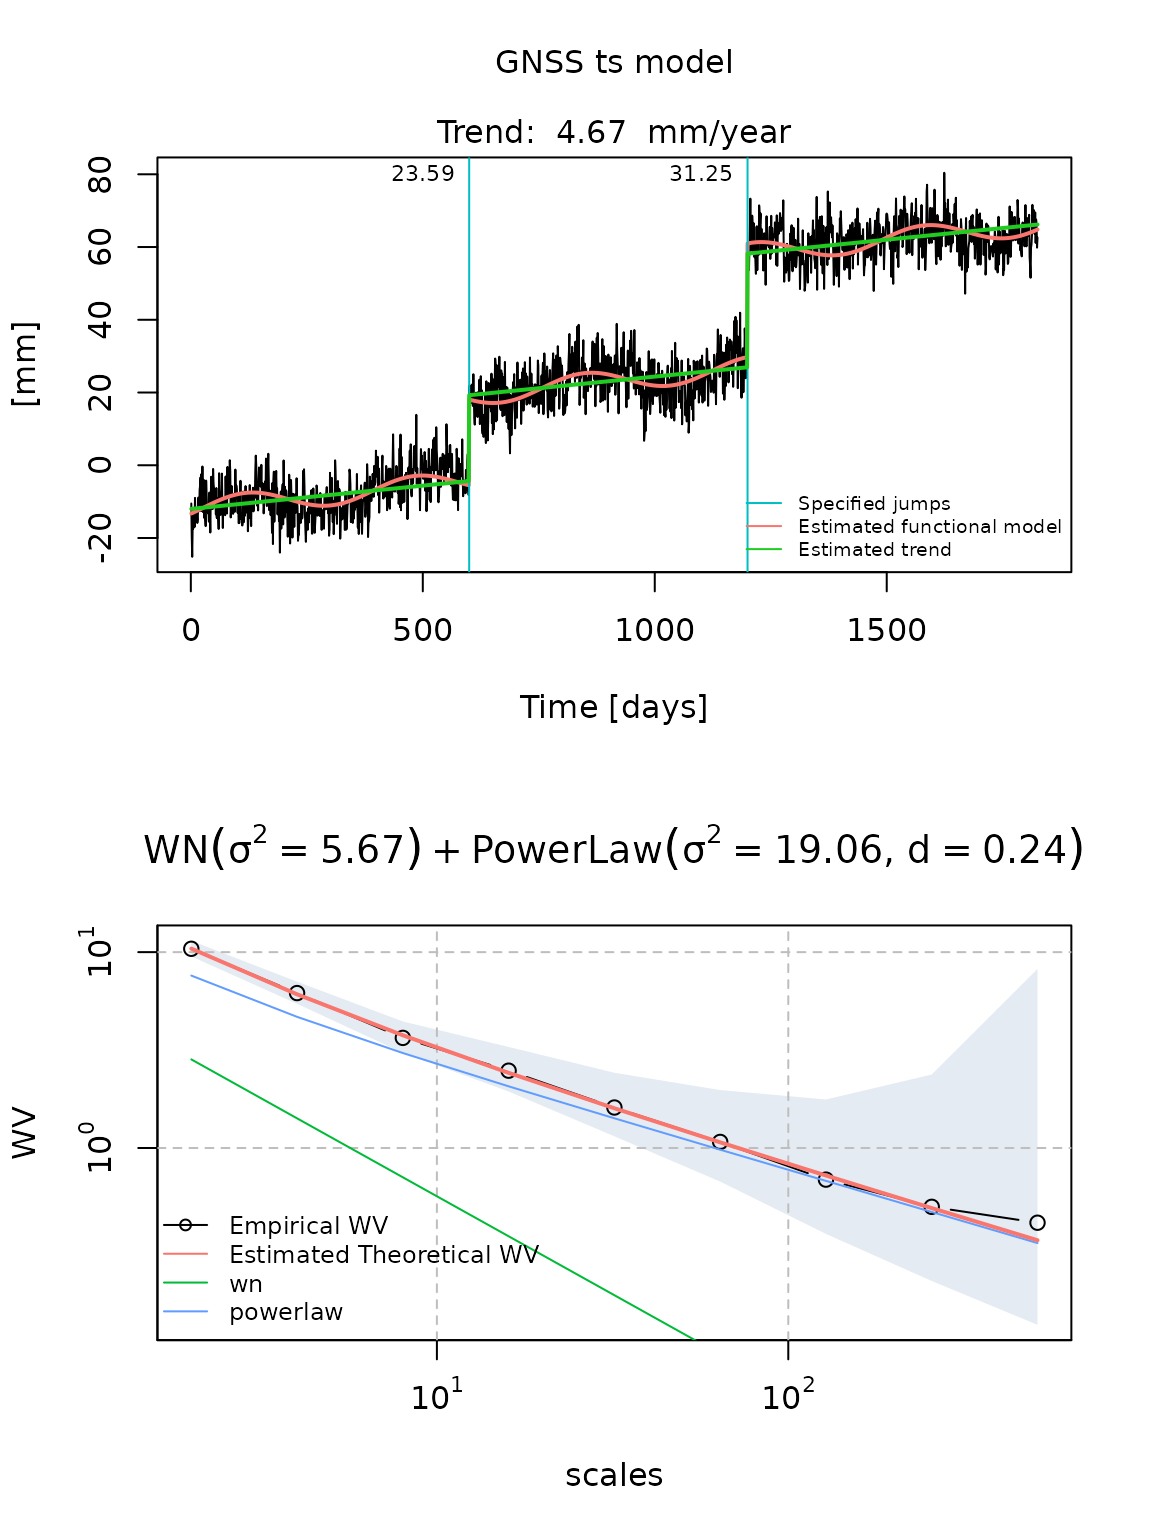 GNSS ts model
Trend: 4.67 mm/year
23.59 31.25
80
60
40
20
0
-20
[mm]
Specified jumps
Estimated functional model
Estimated trend
0 500 1000 1500
Time [days]
WN(σ² = 5.67) + PowerLaw(σ² = 19.06, d = 0.24)
10¹
10⁰
WV
Empirical WV
Estimated Theoretical WV
wn
powerlaw
10¹ 10²
scales